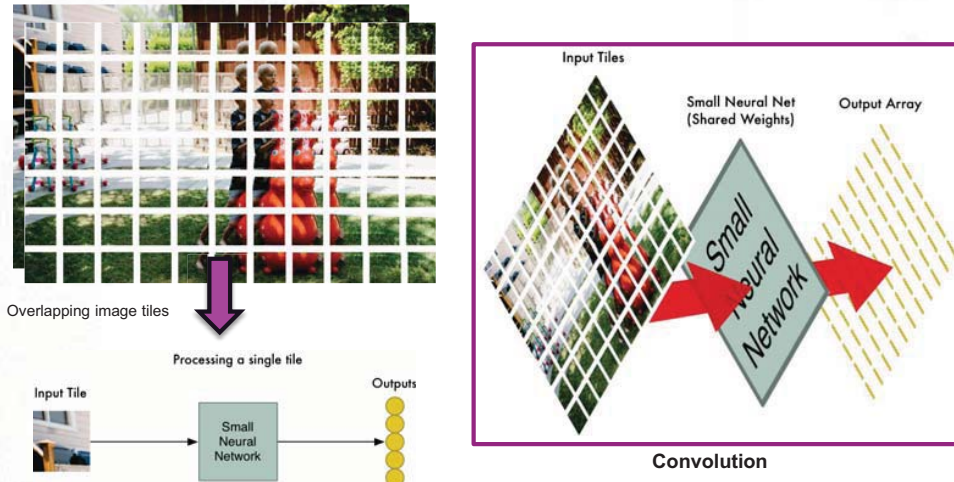 Overlapping image tiles
Processing a single tile
Input Tile
Small
Neural
Network
Outputs
Input Tiles
Small Neural Net
(Shared Weights)
Output Array
Small
Neural
Network
Convolution